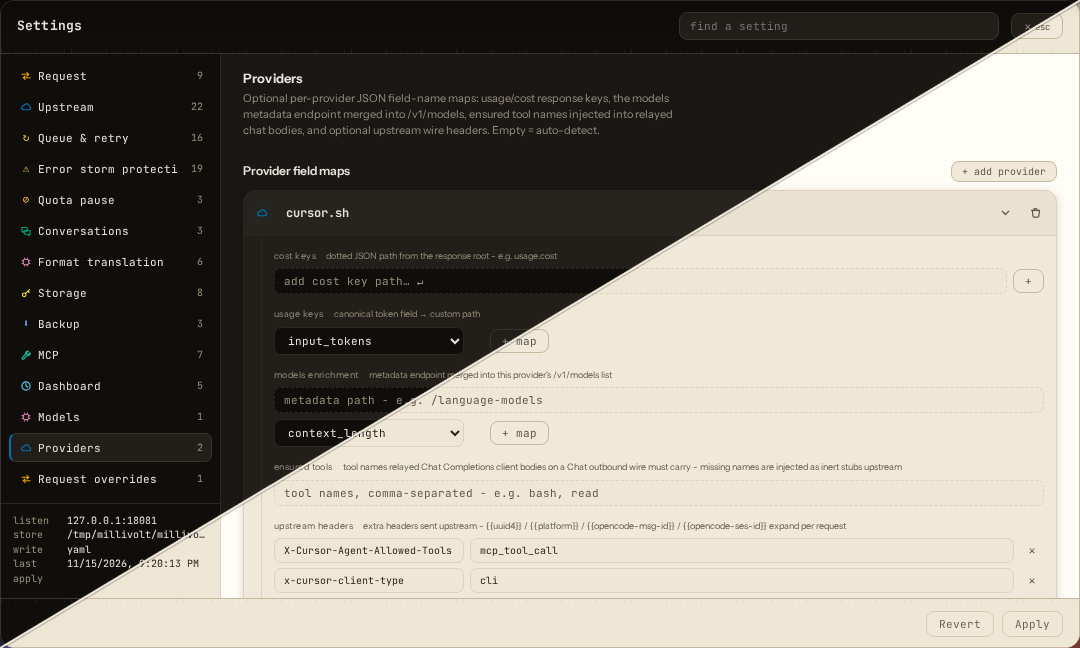 Settings
find a setting
× esc
Request 9
Upstream 22
Queue & retry 16
Error storm protecti 19
Quota pause 3
Conversations 3
Format translation 6
Storage 8
Backup 3
MCP 7
Dashboard 5
Models 1
Providers 2
Request overrides 1
listen 127.0.0.1:18081
store /tmp/millivolt/millivo…
write yaml
last apply 11/15/2026, 7:20:13 PM
Providers
Optional per-provider JSON field-name maps: usage/cost response keys, the models
metadata endpoint merged into /v1/models, ensured tool names injected into relayed
chat bodies, and optional upstream wire headers. Empty = auto-detect.
Provider field maps
+ add provider
cursor.sh
cost keys dotted JSON path from the response root - e.g. usage.cost
add cost key path… ↵
+
usage keys canonical token field → custom path
input_tokens
+ map
models enrichment metadata endpoint merged into this provider's /v1/models list
metadata path - e.g. /language-models
context_length
+ map
ensured tools tool names relayed Chat Completions client bodies on a Chat outbound wire must carry - missing names are injected as inert stubs upstream
tool names, comma-separated - e.g. bash, read
upstream headers extra headers sent upstream - {{uuid4}} / {{platform}} / {{opencode-msg-id}} / {{opencode-ses-id}} expand per request
X-Cursor-Agent-Allowed-Tools mcp_tool_call ×
x-cursor-client-type cli ×
Revert
Apply